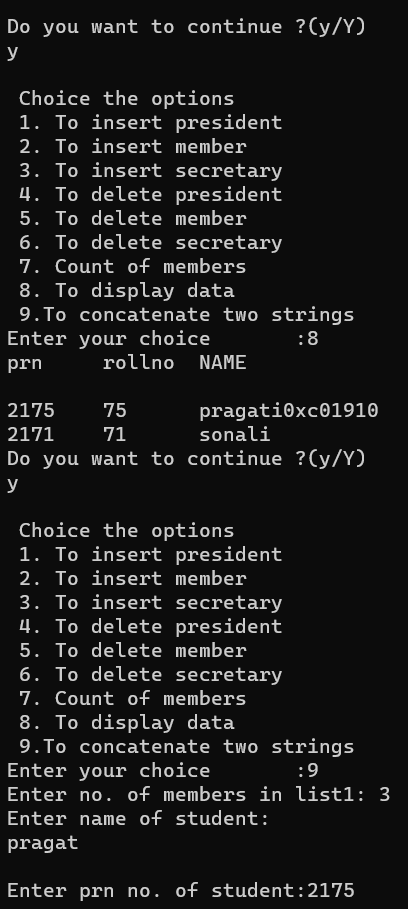 Do you want to continue ?(y/Y)
y
Choice the options
1. To insert president
2. To insert member
3. To insert secretary
4. To delete president
5. To delete member
6. To delete secretary
7. Count of members
8. To display data
9.To concatenate two strings
Enter your choice :8
prn rollno NAME
2175 75 pragati0xc01910
2171 71 sonali
Do you want to continue ?(y/Y)
y
Choice the options
1. To insert president
2. To insert member
3. To insert secretary
4. To delete president
5. To delete member
6. To delete secretary
7. Count of members
8. To display data
9.To concatenate two strings
Enter your choice :9
Enter no. of members in list1: 3
Enter name of student:
pragat
Enter prn no. of student:2175